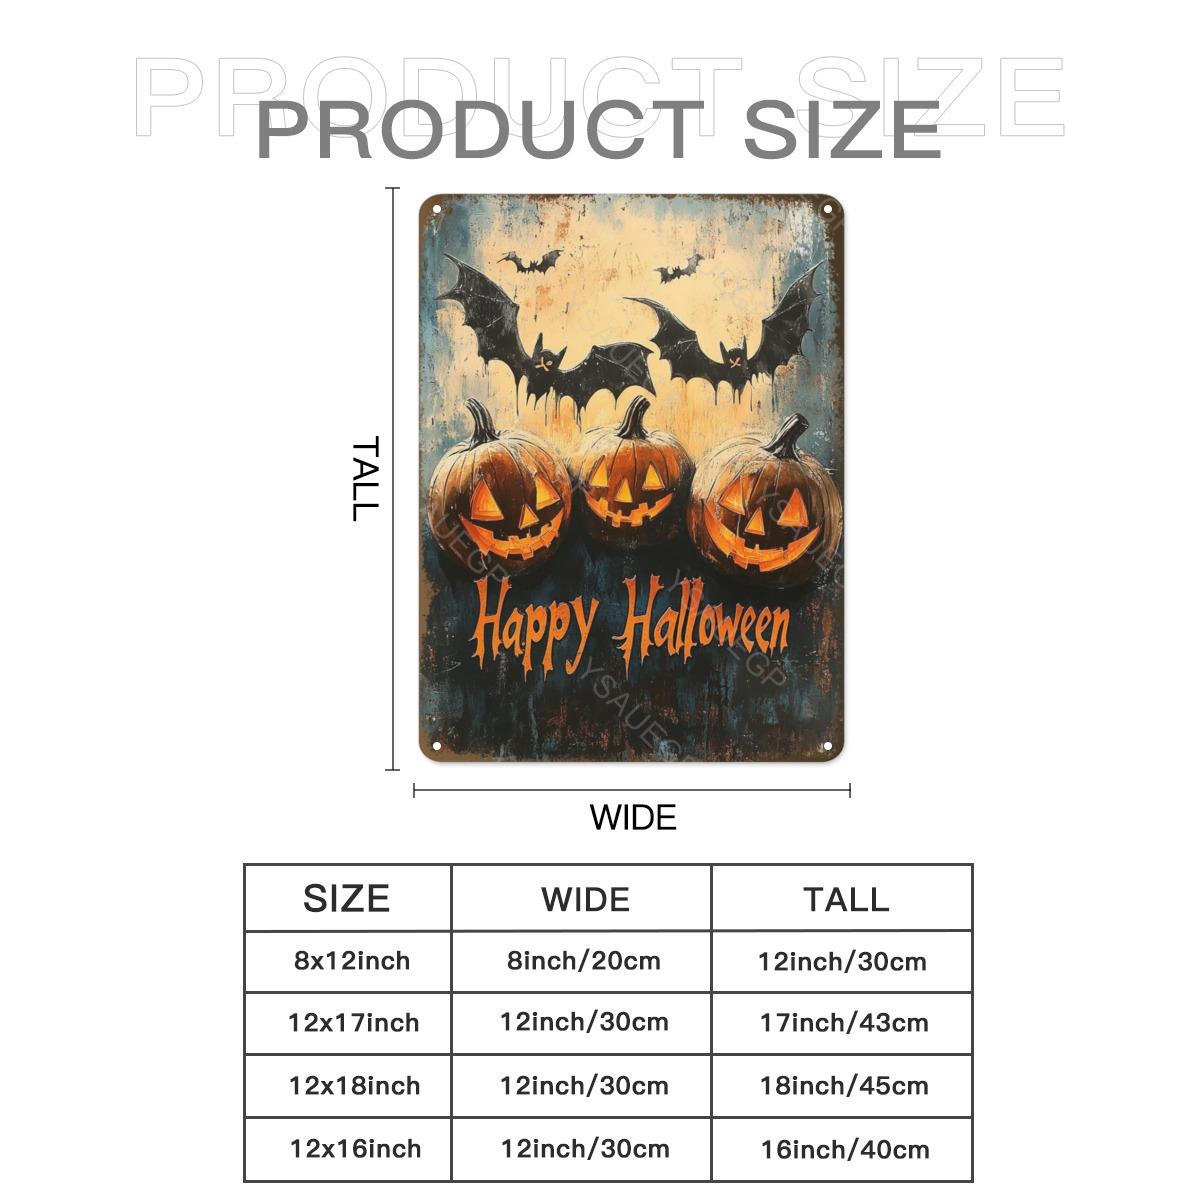 PRODUCT SIZE
PRODUCT SIZE
TALL
Happy Halloween
YSAUEGP
WIDE
SIZE WIDE TALL
8x12inch 8inch/20cm 12inch/30cm
12x17inch 12inch/30cm 17inch/43cm
12x18inch 12inch/30cm 18inch/45cm
12x16inch 12inch/30cm 16inch/40cm